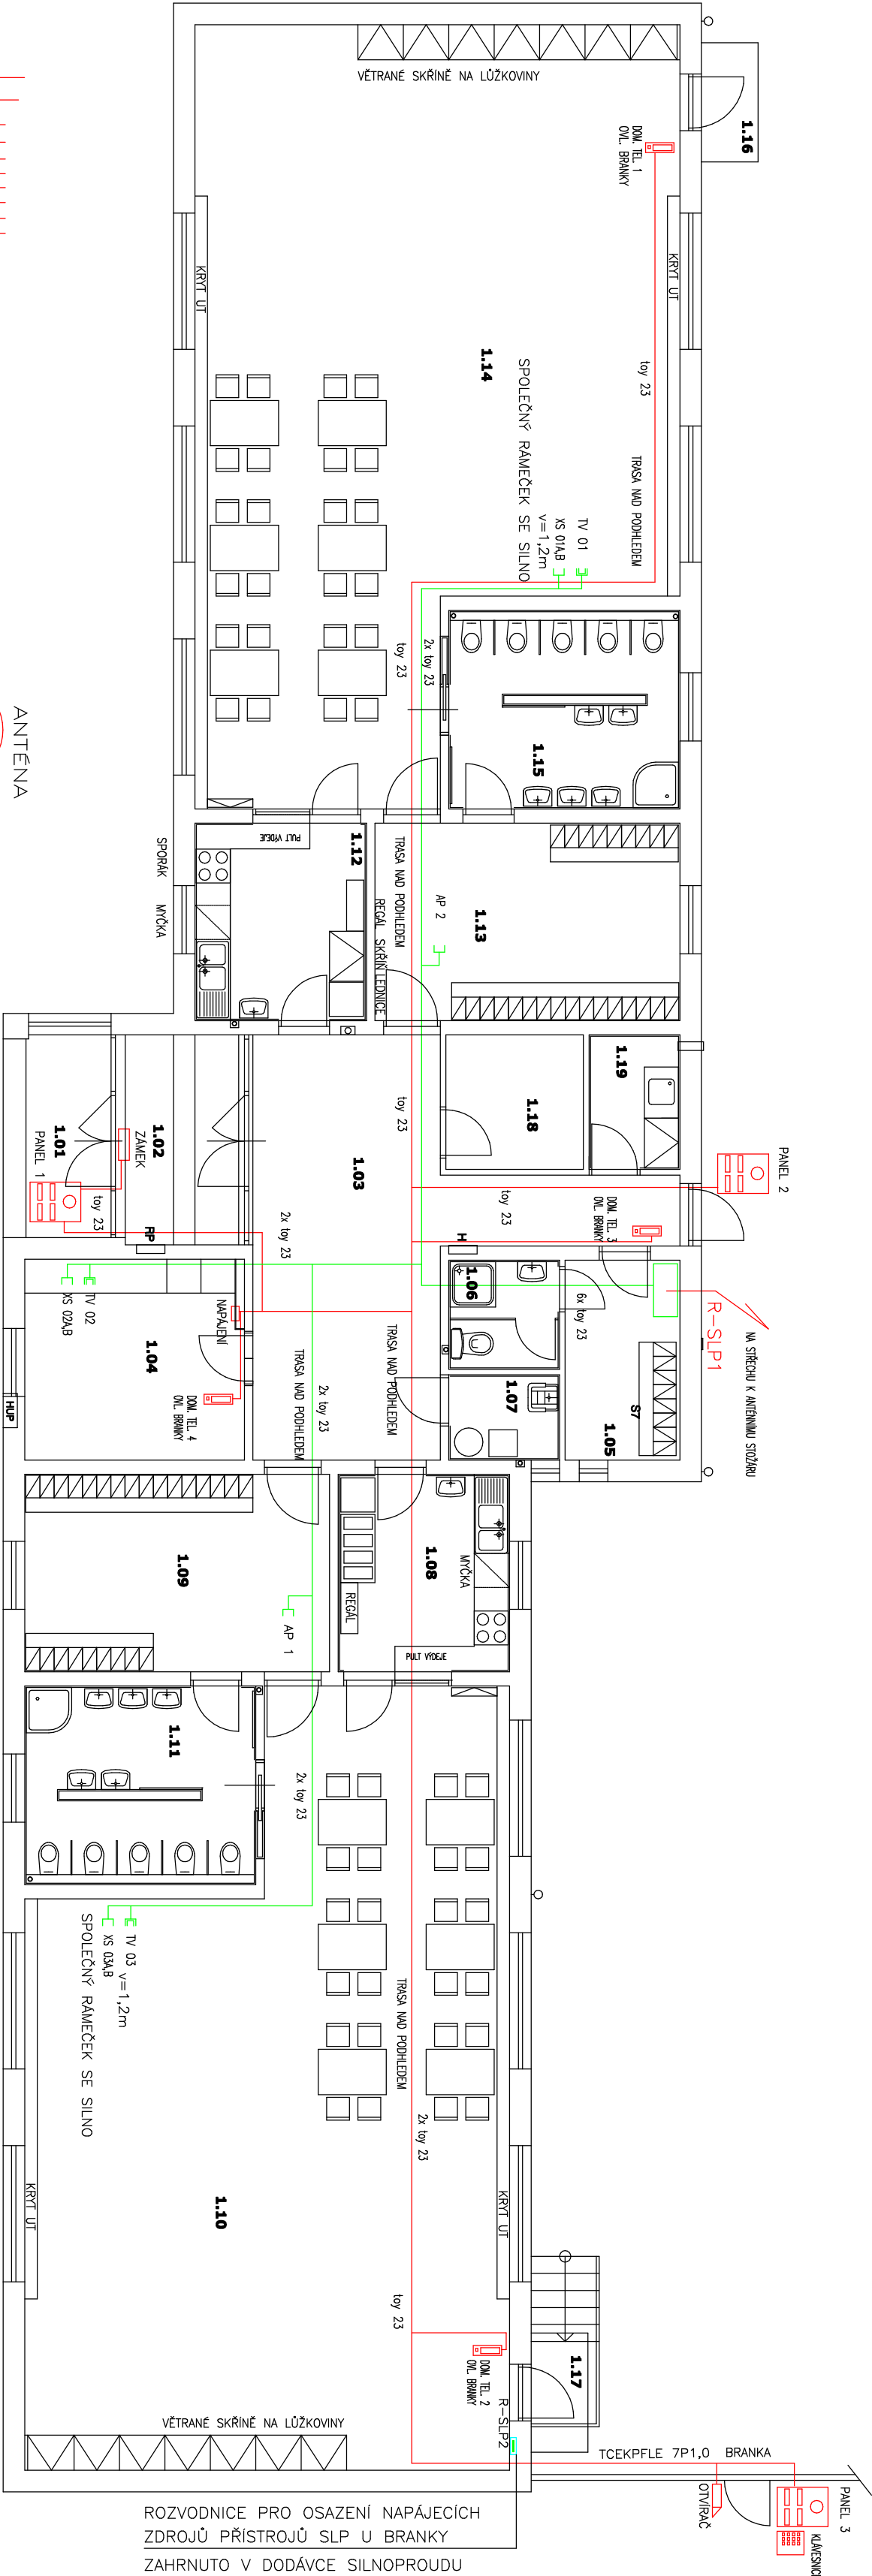 VĚTRANÉ SKŘÍNĚ NA LŮŽKOVINY
1.16
DOM. TEL. 1
OVL. BRANKY
KRYT UT
KRYT UT
toy 23
1.14
SPOLEČNÝ RÁMEČEK SE SILNO
TRASA NAD PODHLEDEM
TV 01
XS 01A,B
v=1,2m
2x toy 23
toy 23
1.15
ANTÉNA
SPORÁK
MYČKA
PULT VÝDEJE
1.12
REGÁL
SKŘÍŇ
LEDNICE
TRASA NAD PODHLEDEM
AP 2
1.13
1.19
1.18
1.01
PANEL 1
1.02
ZÁMEK
toy 23
1.03
toy 23
PANEL 2
DOM. TEL. 3
OVL. BRANKY
toy 23
RP
2x toy 23
H
1.06
6x toy 23
R-SLP1
NA STŘECHU K ANTÉNNÍMU STOŽÁRU
XS 02A,B
TV 02
NAPÁJENÍ
1.04
DOM. TEL. 4
OVL. BRANKY
HUP
TRASA NAD PODHLEDEM
TRASA NAD PODHLEDEM
2x toy 23
1.07
S7
1.05
1.09
1.08
MYČKA
REGÁL
PULT VÝDEJE
AP 1
1.11
2x toy 23
SPOLEČNÝ RÁMEČEK SE SILNO
XS 03A,B
TV 03
v=1,2m
TRASA NAD PODHLEDEM
2x toy 23
1.10
KRYT UT
KRYT UT
toy 23
1.17
DOM. TEL. 2
OVL. BRANKY
R-SLP2
VĚTRANÉ SKŘÍNĚ NA LŮŽKOVINY
TCEKPFLE 7P1,0 BRANKA
OTVÍRAČ
PANEL 3
KLÁVESNICE
ROZVODNICE PRO OSAZENÍ NAPÁJECÍCH
ZDROJŮ PŘÍSTROJŮ SLP U BRANKY
ZAHRNUTO V DODÁVCE SILNOPROUDU